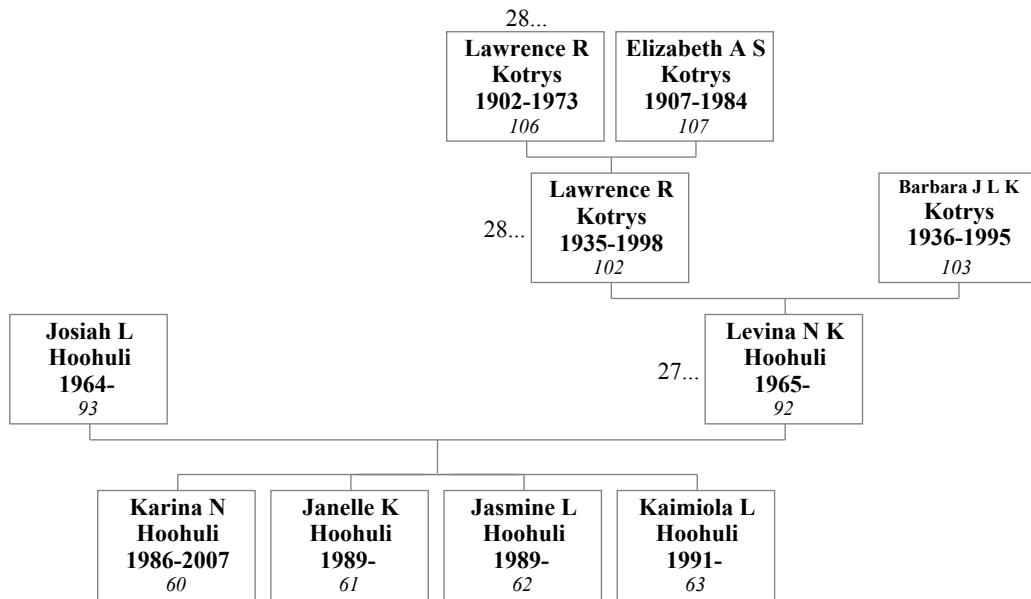 28...
Lawrence R
Kotrys
1902-1973
106
Elizabeth A S
Kotrys
1907-1984
107
28...
Lawrence R
Kotrys
1935-1998
102
Barbara J L K
Kotrys
1936-1995
103
Josiah L
Hoohuli
1964-
93
27...
Levina N K
Hoohuli
1965-
92
Karina N
Hoohuli
1986-2007
60
Janelle K
Hoohuli
1989-
61
Jasmine L
Hoohuli
1989-
62
Kaimiola L
Hoohuli
1991-
63